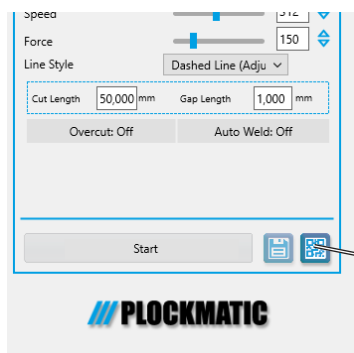 Speed 512
Force 150
Line Style Dashed Line (Adju
Cut Length 50,000 mm Gap Length 1,000 mm
Overcut: Off Auto Weld: Off
Start
PLOCKMATIC